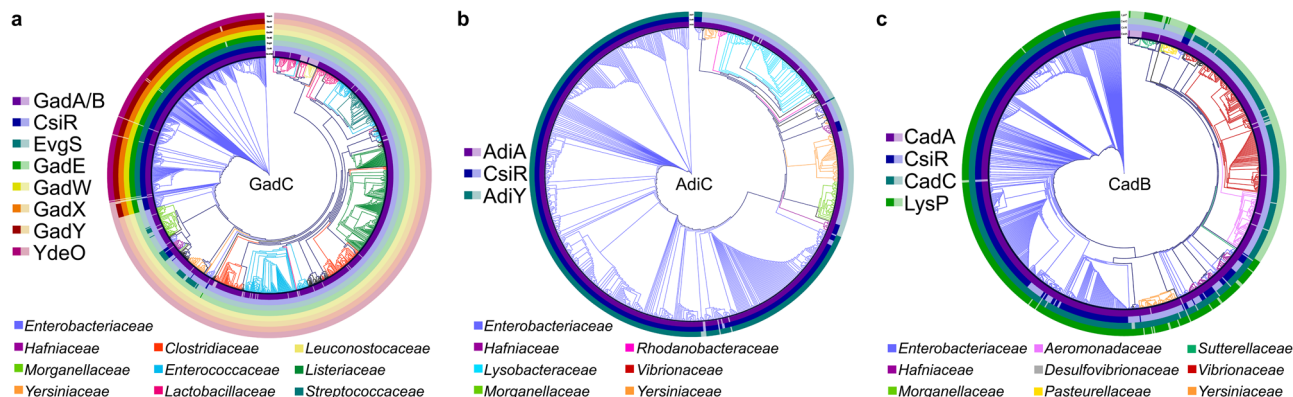 a
GadA/B
CsiR
EvgS
GadE
GadW
GadX
GadY
YdeO
GadC
Enterobacteriaceae
Hafniaceae
Clostridiaceae
Leuconostocaceae
Morganellaceae
Enterococcaceae
Listeriaceae
Yersiniaceae
Lactobacillaceae
Streptococcaceae
b
AdiA
CsiR
AdiY
AdiC
Enterobacteriaceae
Hafniaceae
Rhodanobacteraceae
Lysobacteraceae
Vibrionaceae
Morganellaceae
Yersiniaceae
c
CadA
CsiR
CadC
LysP
CadB
Enterobacteriaceae
Aeromonadaceae
Sutterellaceae
Hafniaceae
Desulfovibrionaceae
Vibrionaceae
Morganellaceae
Pasteurellaceae
Yersiniaceae